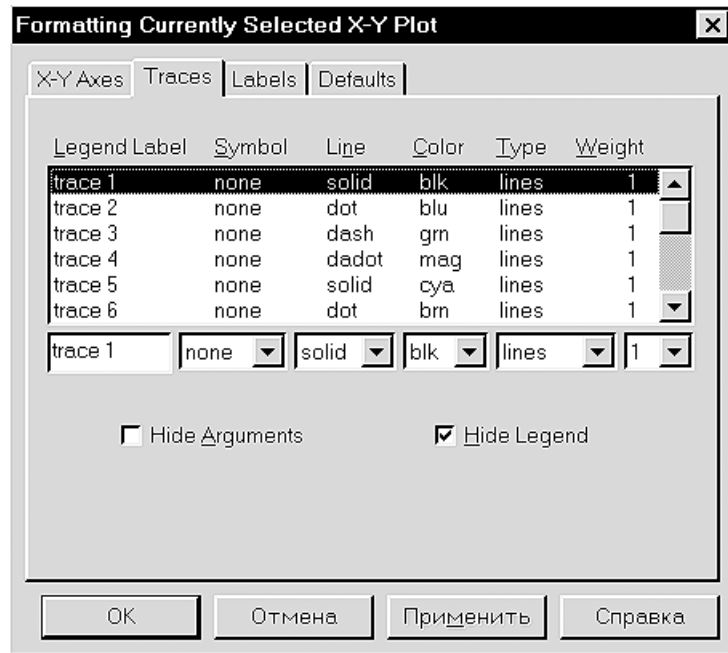 Formatting Currently Selected X-Y Plot
X-Y Axes Traces Labels Defaults
Legend Label Symbol Line Color Type Weight
trace 1 none solid blk lines 1
trace 2 none dot blu lines 1
trace 3 none dash grn lines 1
trace 4 none dadot mag lines 1
trace 5 none solid cya lines 1
trace 6 none dot brn lines 1
trace 1 none solid blk lines 1
Hide Arguments Hide Legend
OK Отмена Применить Справка